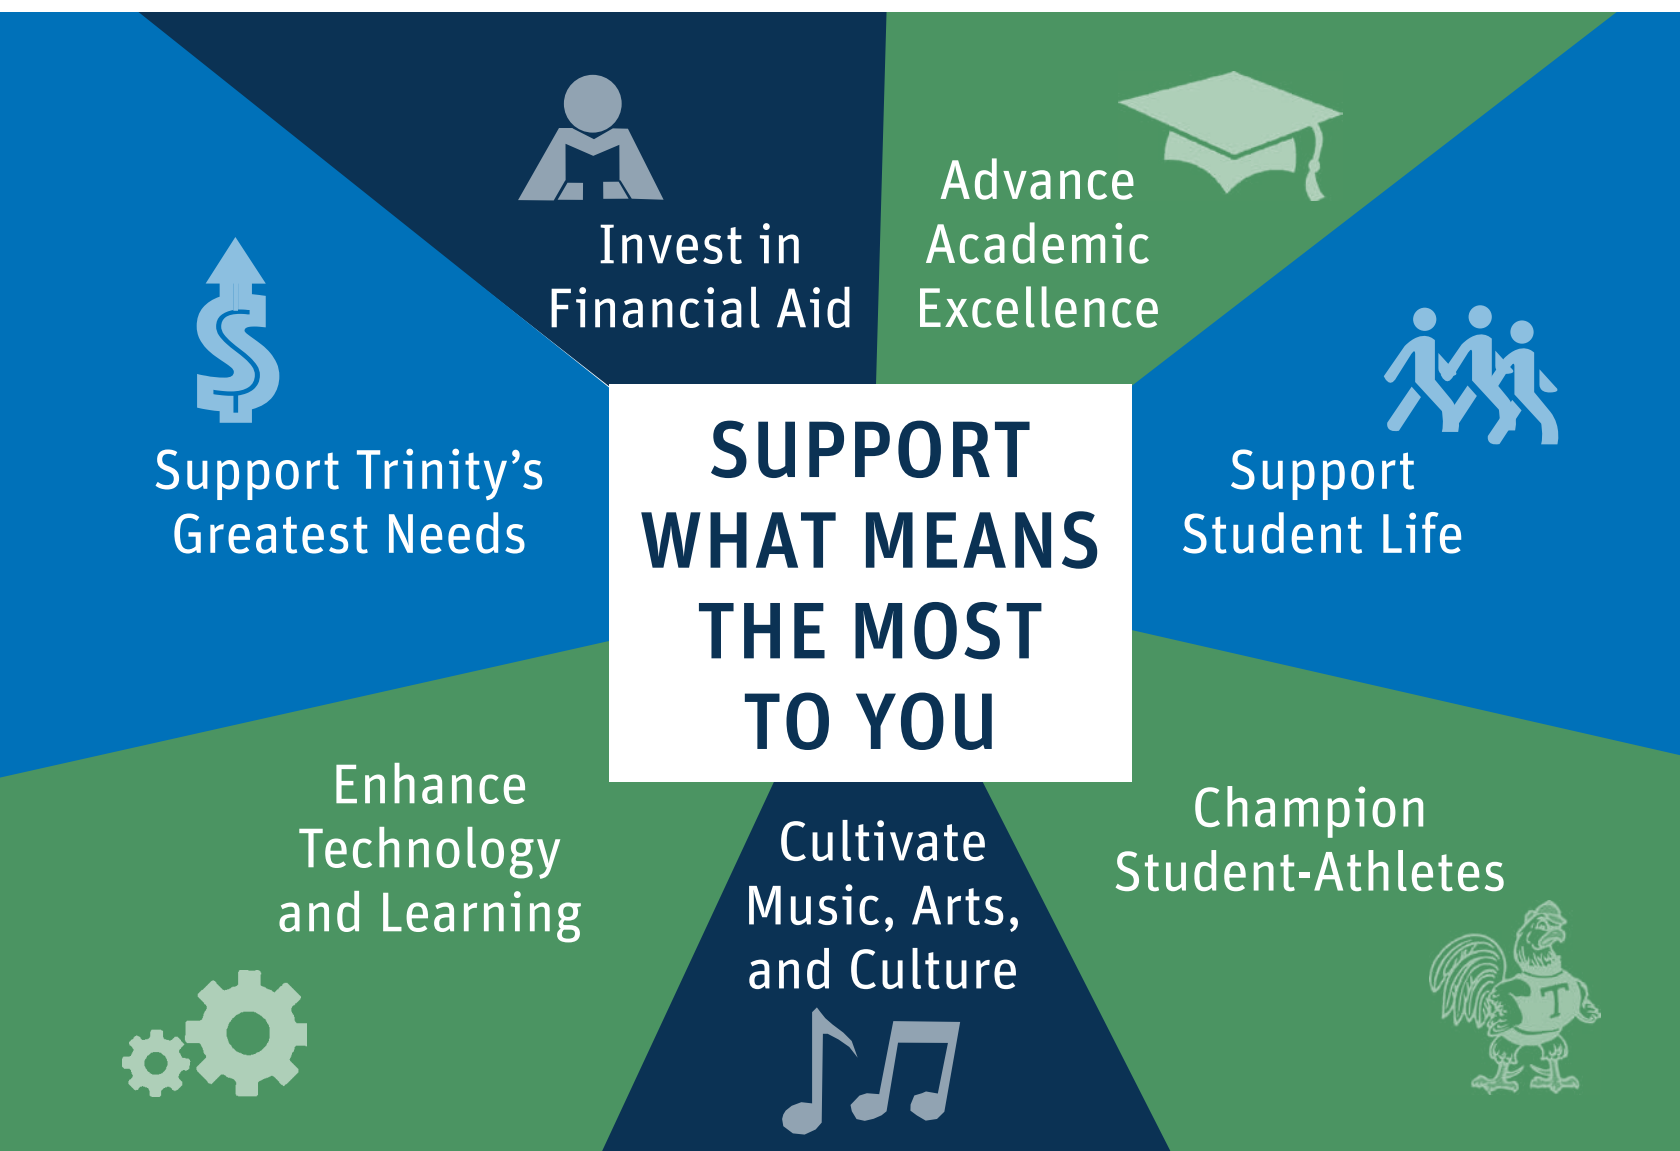 Invest in
Financial Aid
Advance
Academic
Excellence
Support Trinity’s
Greatest Needs
SUPPORT
WHAT MEANS
THE MOST
TO YOU
Support
Student Life
Enhance
Technology
and Learning
Cultivate
Music, Arts,
and Culture
Champion
Student-Athletes
T